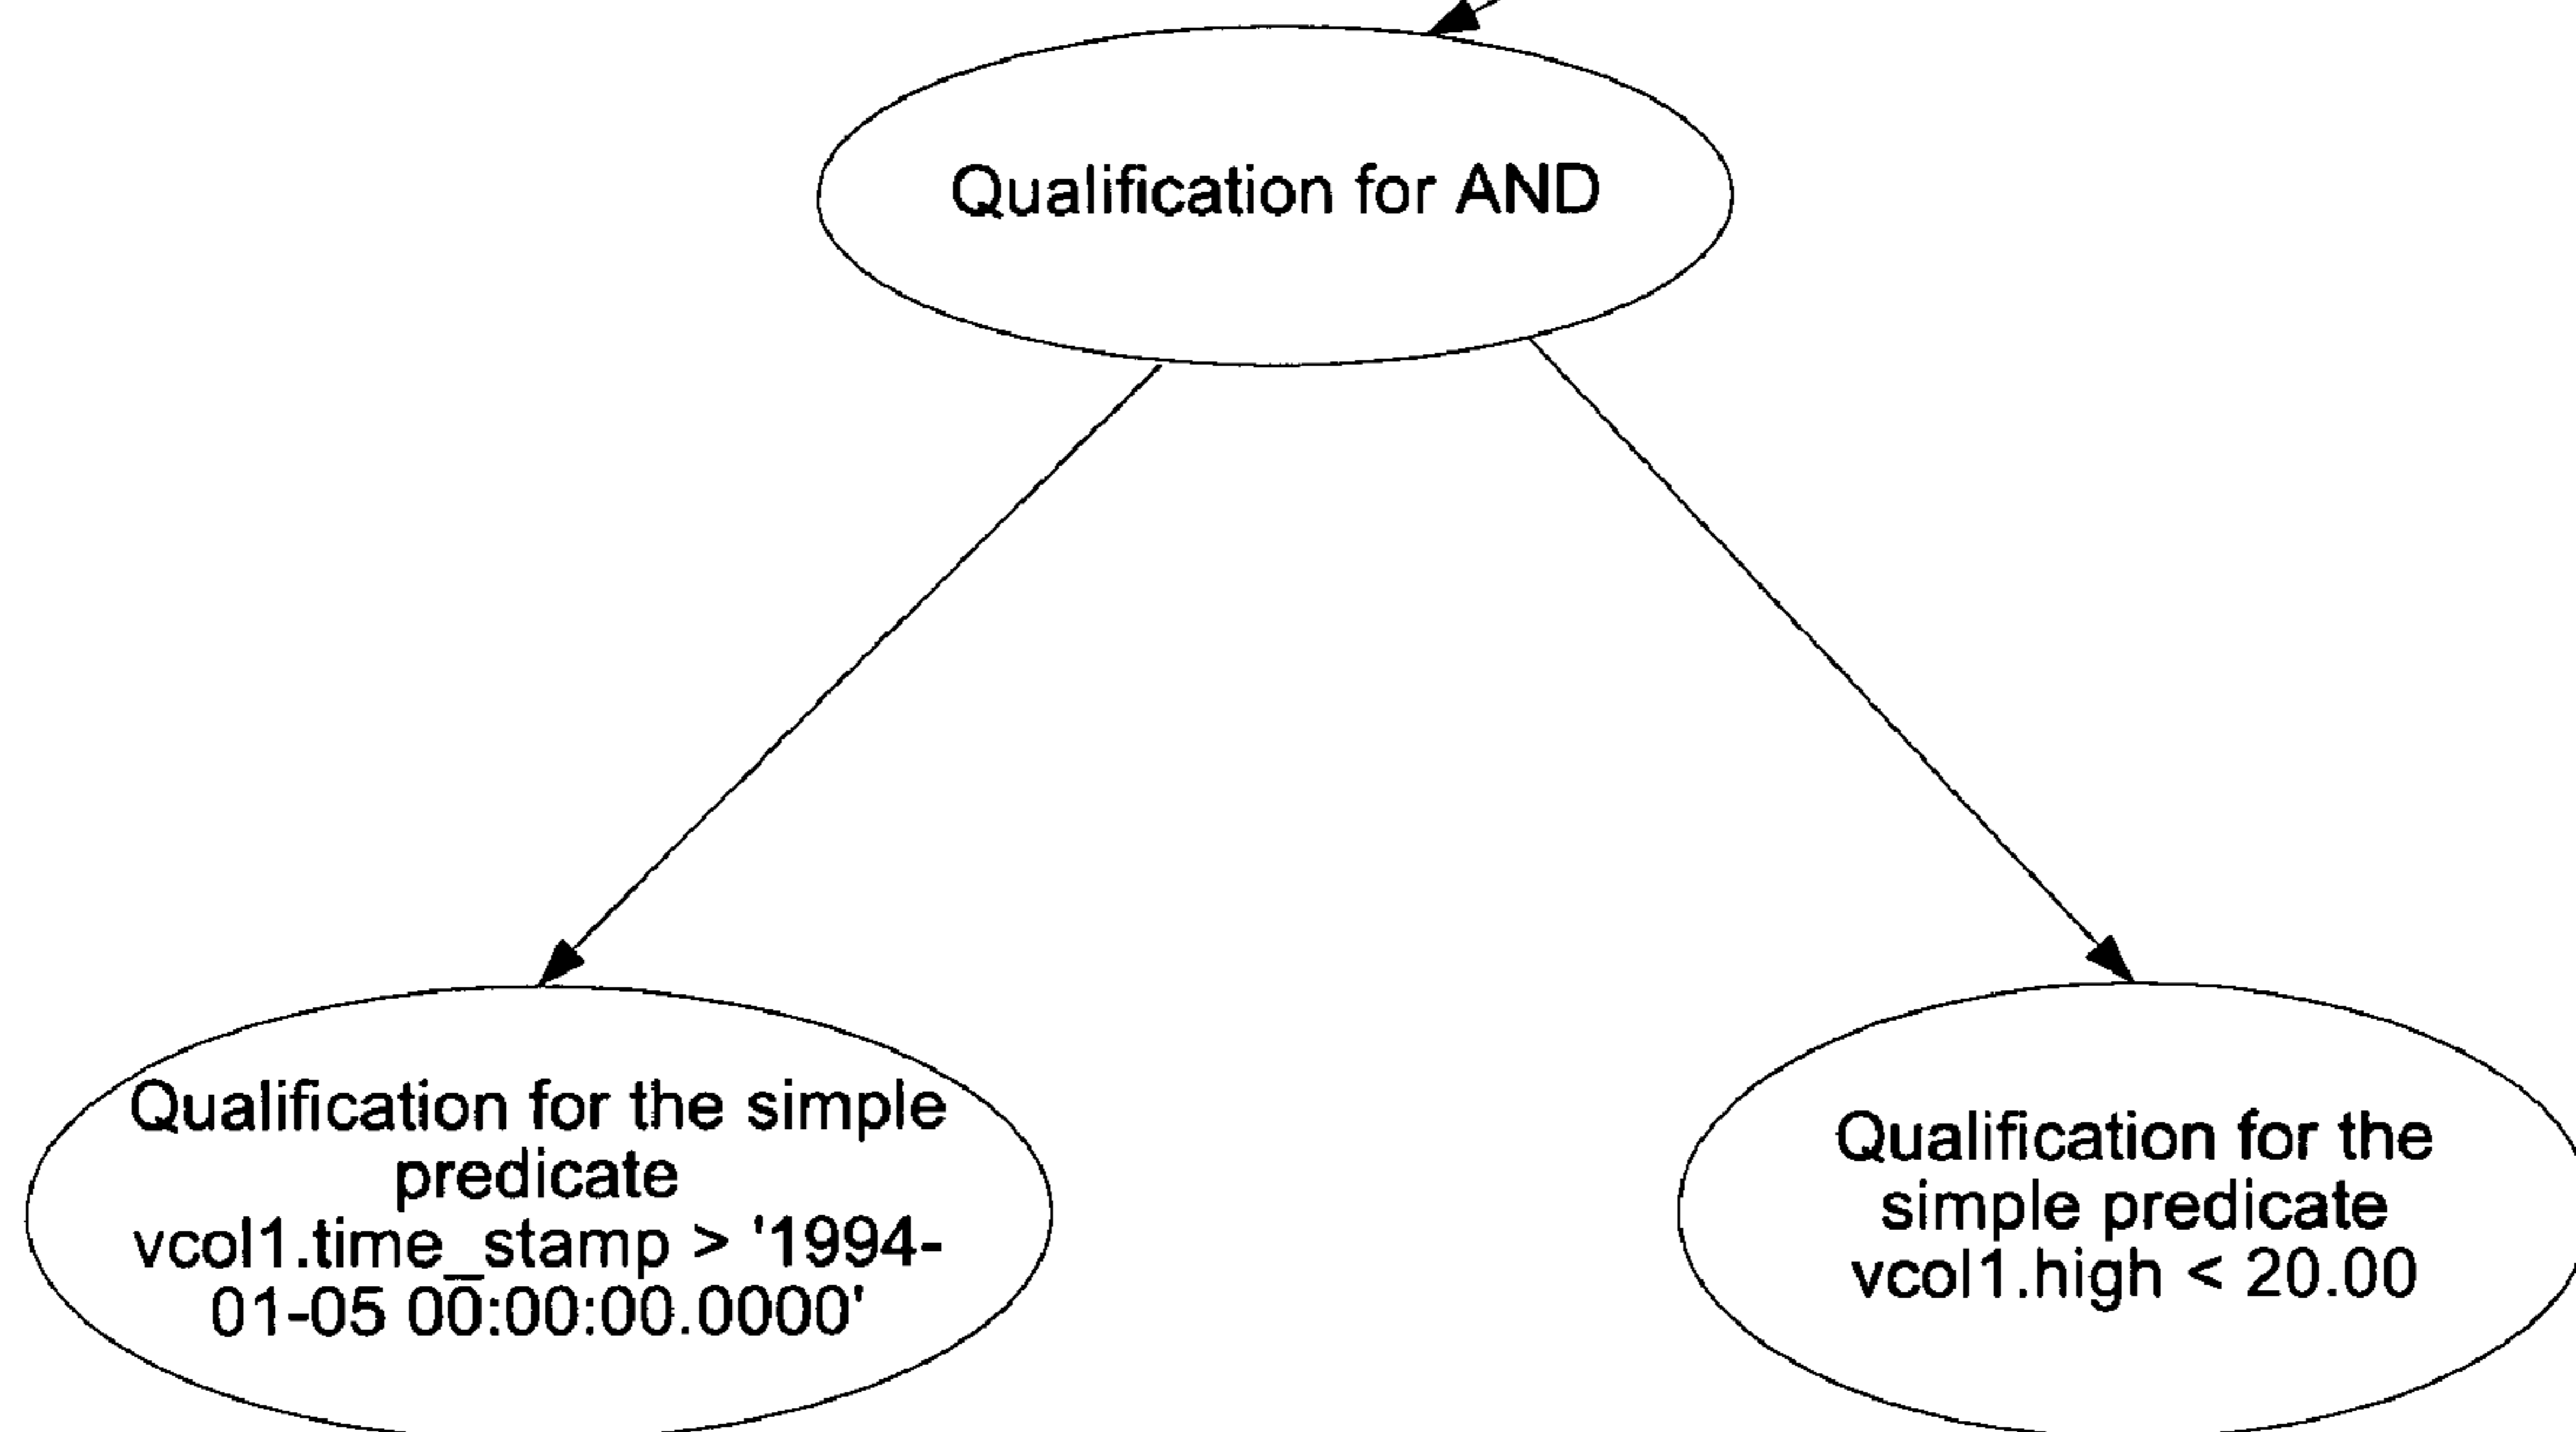 Qualification for AND
Qualification for the simple
predicate
vcol1.time_stamp > '1994-
01-05 00:00:00.0000'
Qualification for the
simple predicate
vcol1.high < 20.00